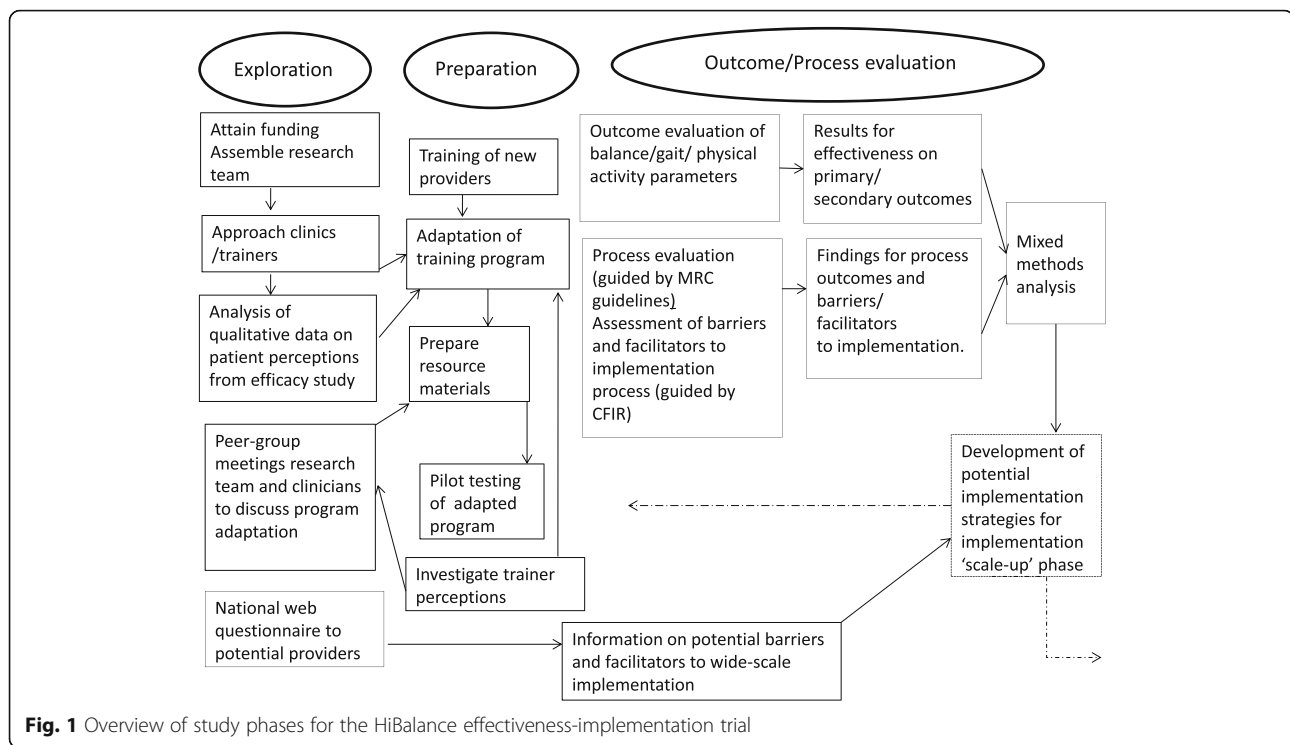 Exploration
Preparation
Outcome/Process evaluation
Attain funding
Assemble research
team
Approach clinics
/trainers
Analysis of
qualitative data on
patient perceptions
from efficacy study
Peer-group
meetings research
team and clinicians
to discuss program
adaptation
National web
questionnaire to
potential providers
Training of new
providers
Adaptation of
training program
Prepare
resource
materials
Pilot testing
of adapted
program
Investigate trainer
perceptions
Information on potential barriers
and facilitators to wide-scale
implementation
Outcome evaluation of
balance/gait/ physical
activity parameters
Results for
effectiveness on
primary/
secondary outcomes
Process evaluation
(guided by MRC
guidelines)
Assessment of barriers
and facilitators to
implementation
process (guided by
CFIR)
Findings for process
outcomes and
barriers/
facilitators
to implementation.
Mixed
methods
analysis
Development of
potential
implementation
strategies for
implementation
‘scale-up’ phase
Fig. 1 Overview of study phases for the HiBalance effectiveness-implementation trial